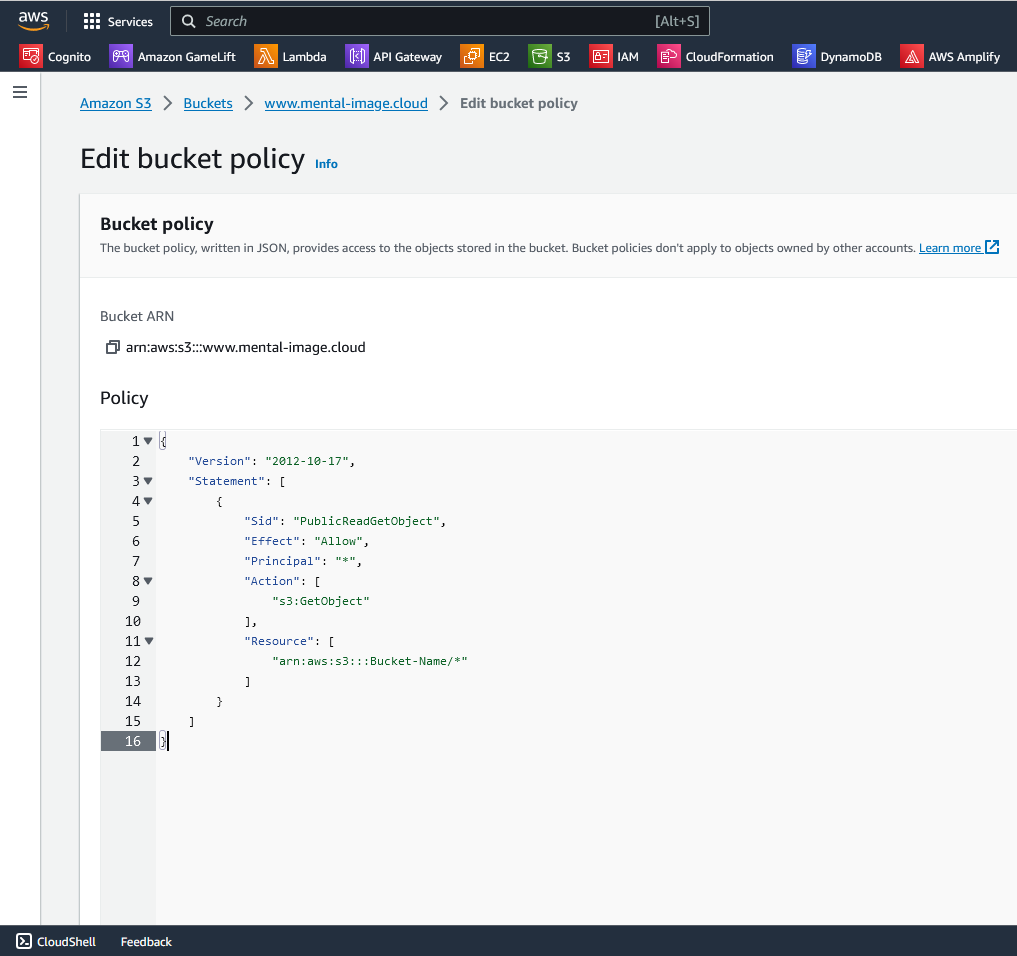 aws Services Search [Alt+S]
Cognito Amazon GameLift Lambda API Gateway EC2 S3 IAM CloudFormation DynamoDB AWS Amplify
Amazon S3 > Buckets > www.mental-image.cloud > Edit bucket policy
Edit bucket policy Info
Bucket policy
The bucket policy, written in JSON, provides access to the objects stored in the bucket. Bucket policies don't apply to objects owned by other accounts. Learn more
Bucket ARN
arn:aws:s3:::www.mental-image.cloud
Policy
1 {
2     "Version": "2012-10-17",
3     "Statement": [
4         {
5             "Sid": "PublicReadGetObject",
6             "Effect": "Allow",
7             "Principal": "*",
8             "Action": [
9                 "s3:GetObject"
10             ],
11             "Resource": [
12                 "arn:aws:s3:::Bucket-Name/*"
13             ]
14         }
15     ]
16 }
CloudShell Feedback